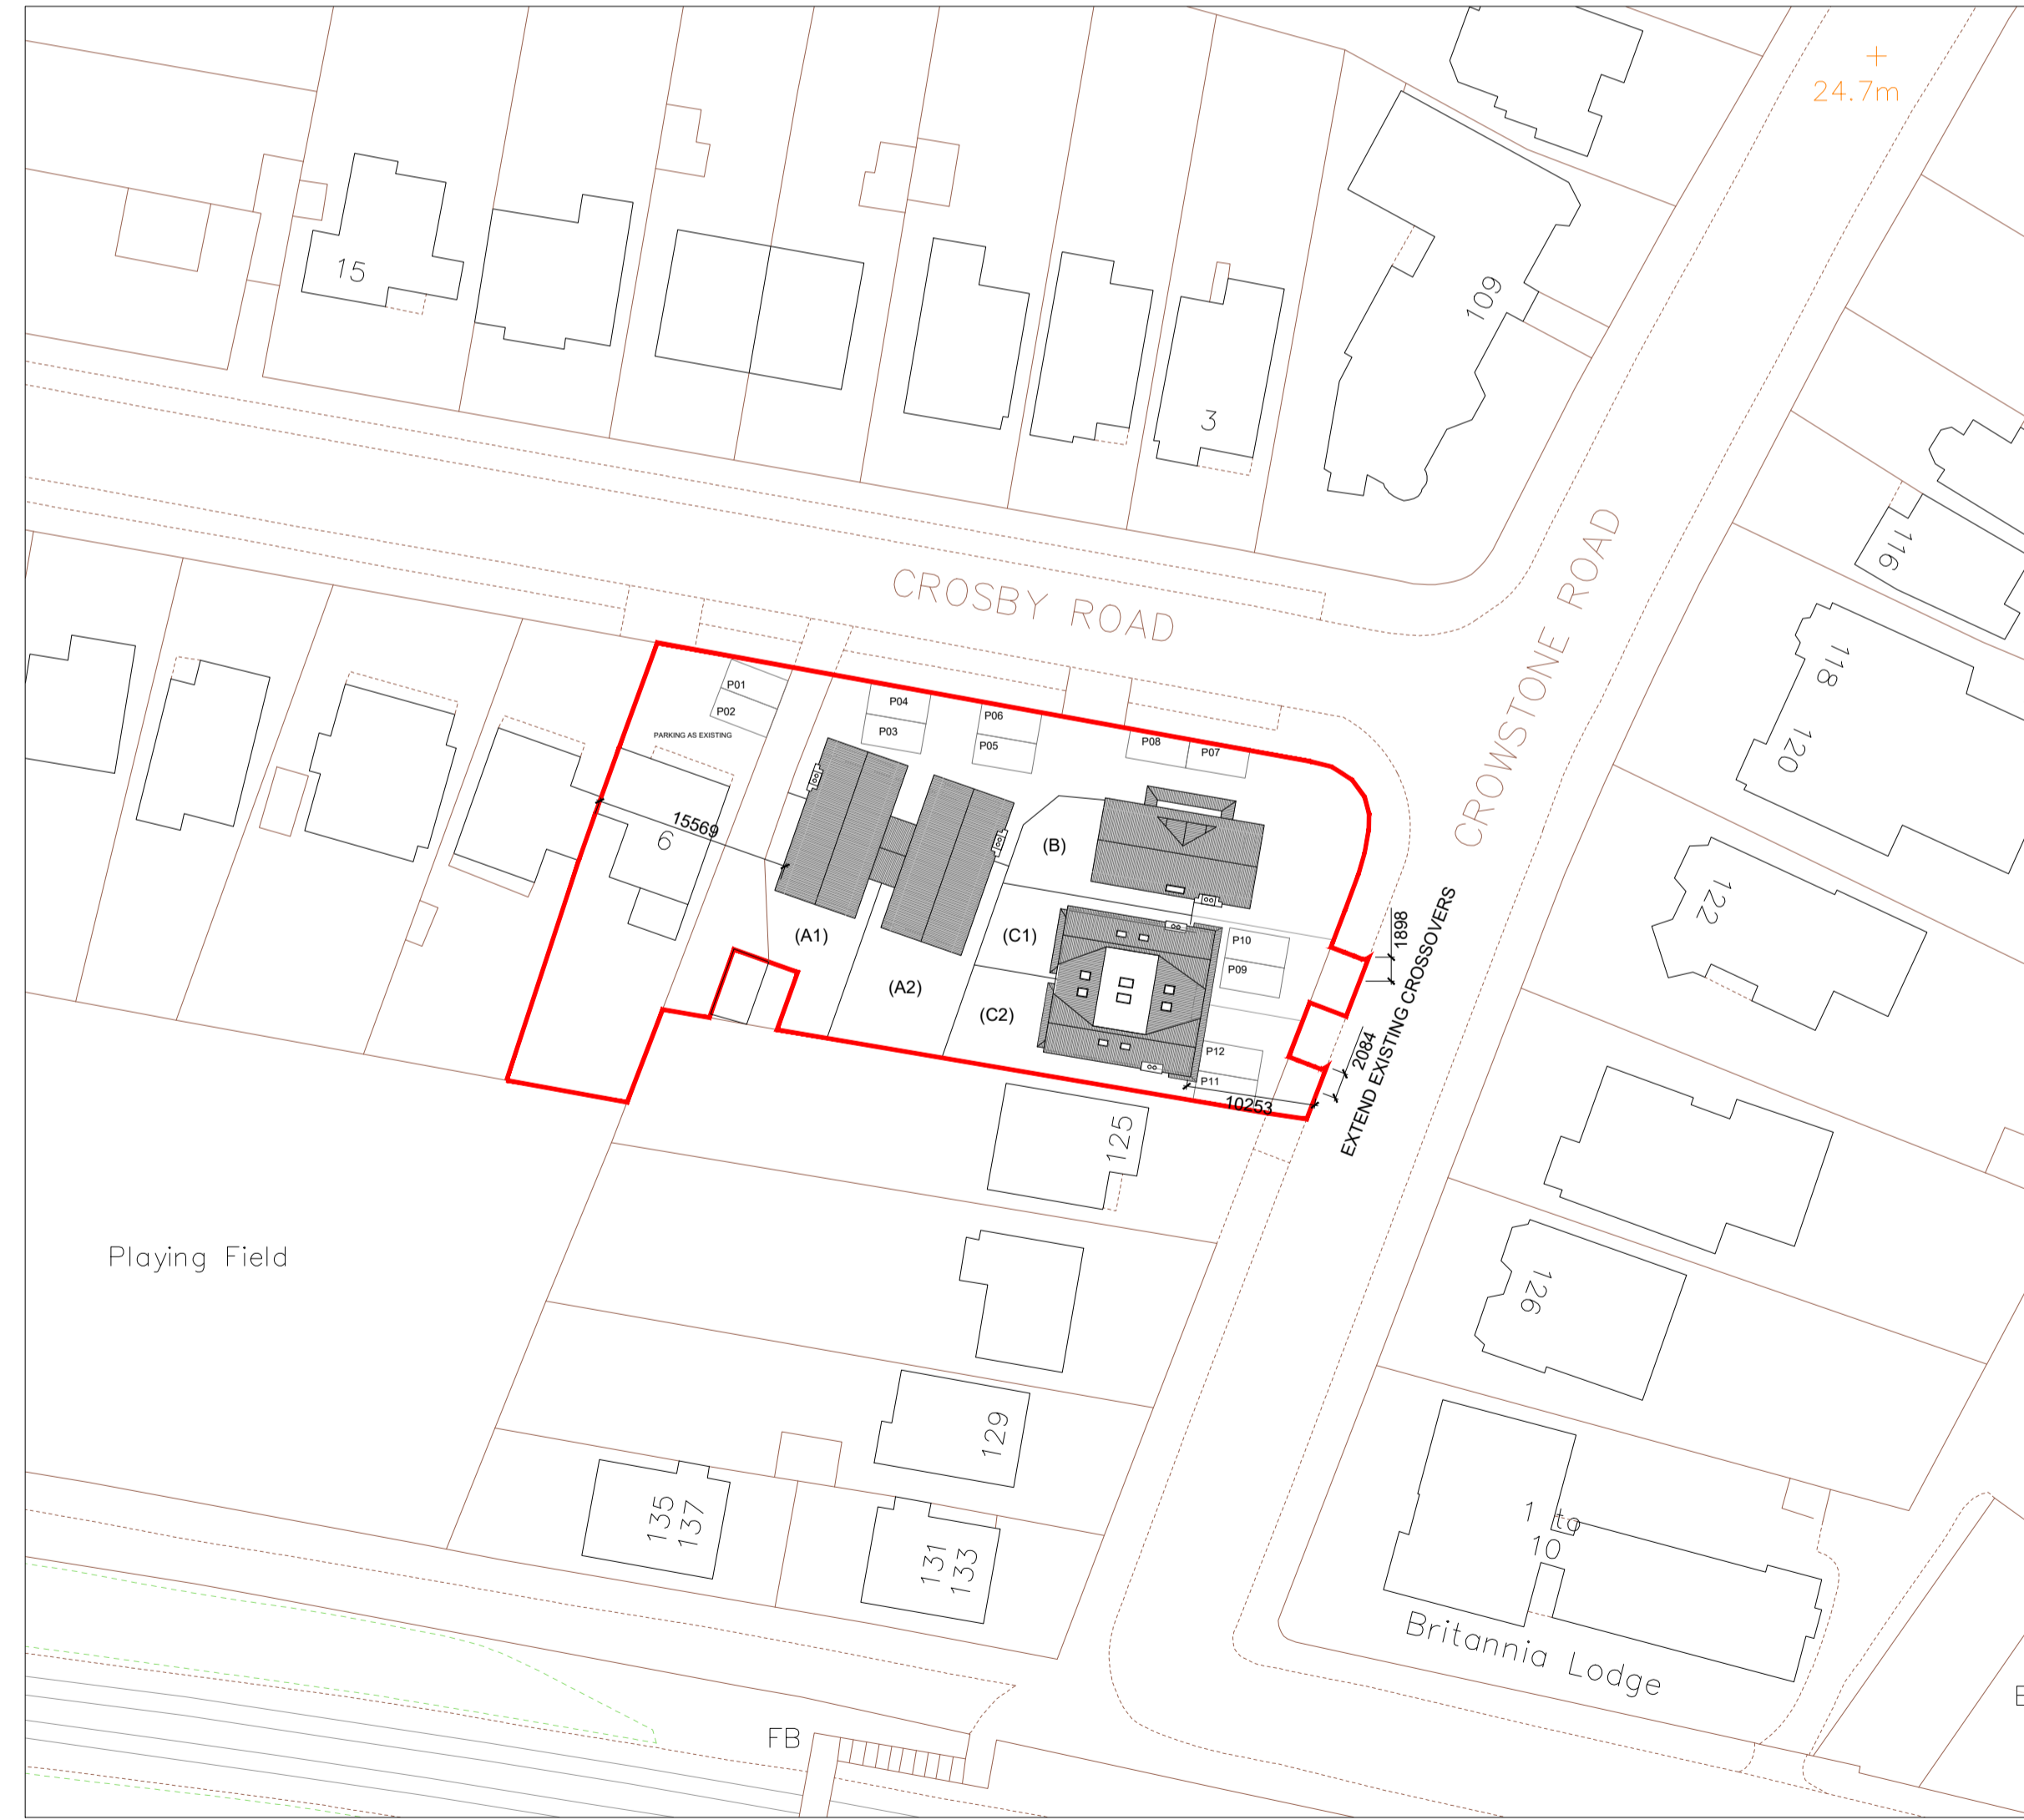 24.7m
15
109
3
CROSBY ROAD
CROWSTONE ROAD
116
118
120
122
126
P01
P02
PARKING AS EXISTING
P04
P03
P06
P05
P08
P07
15569
6
(B)
(A1)
(A2)
(C1)
(C2)
P10
P09
P12
P11
10253
1898
2084
EXTEND EXISTING CROSSOVERS
125
Playing Field
129
135
137
131
133
1 to
10
Britannia Lodge
FB